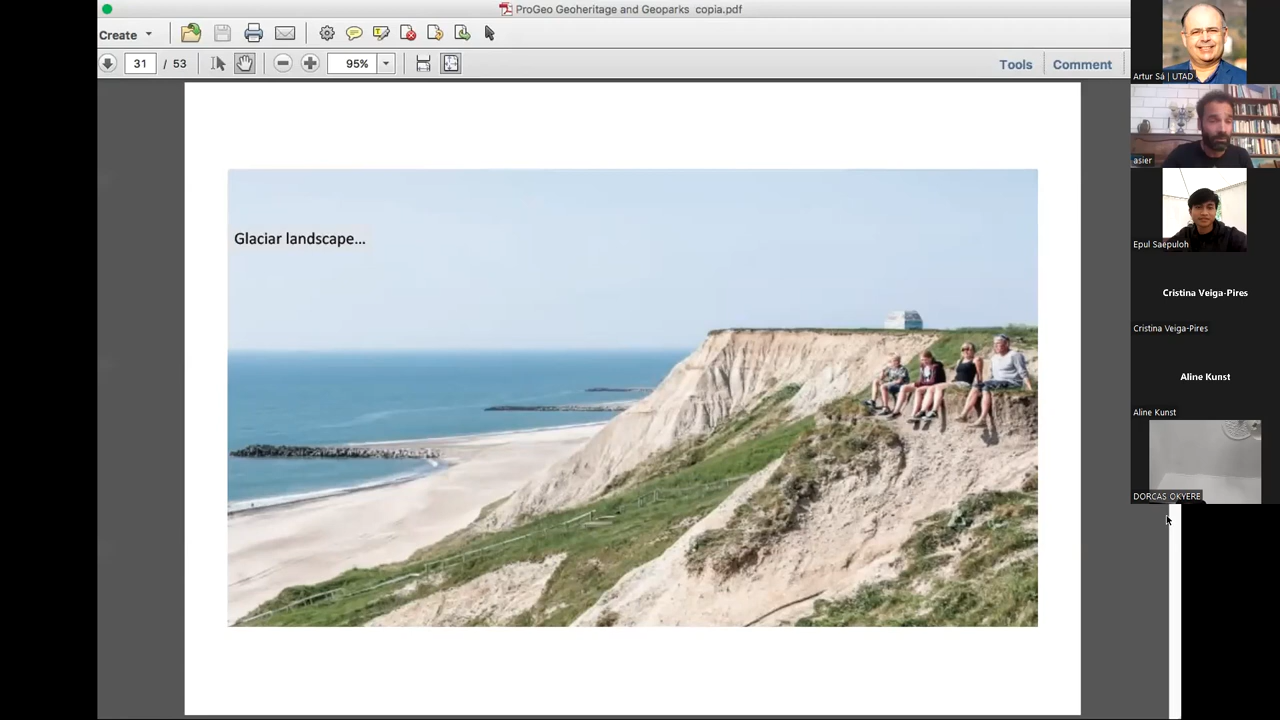 ProGeo Geoheritage and Geoparks copia.pdf
Create
31 / 53
95%
Tools
Comment
Glaciar landscape...
Artur Sá | UTAD
asier
Epul Saepuloh
Cristina Veiga-Pires
Cristina Veiga-Pires
Aline Kunst
Aline Kunst
DORCAS OKYERE